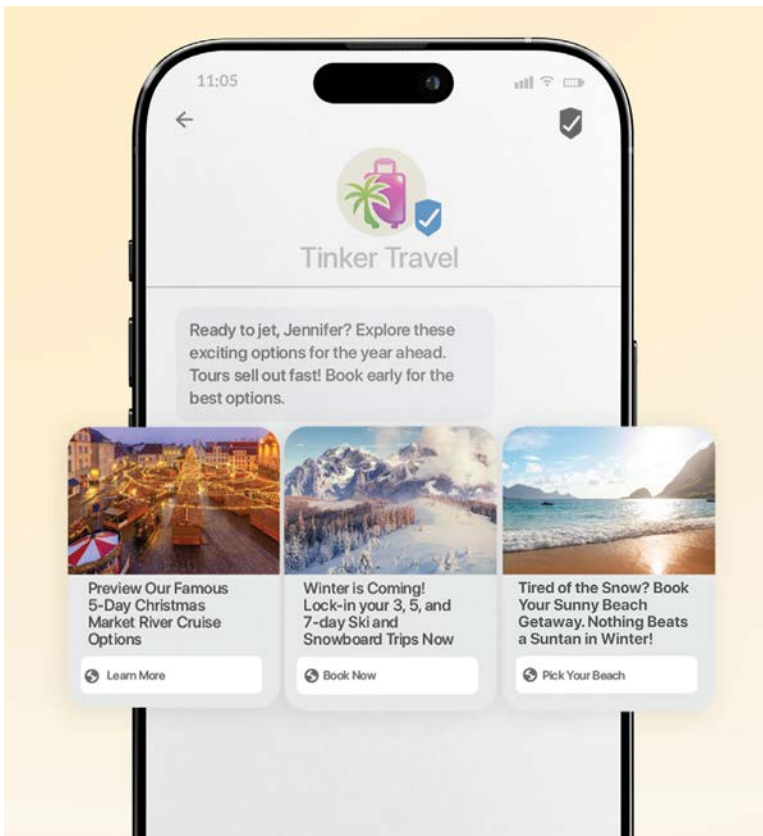 11:05
Tinker Travel
Ready to jet, Jennifer? Explore these
exciting options for the year ahead.
Tours sell out fast! Book early for the
best options.
Preview Our Famous
5-Day Christmas
Market River Cruise
Options
Learn More
Winter is Coming!
Lock-in your 3, 5, and
7-day Ski and
Snowboard Trips Now
Book Now
Tired of the Snow? Book
Your Sunny Beach
Getaway. Nothing Beats
a Suntan in Winter!
Pick Your Beach